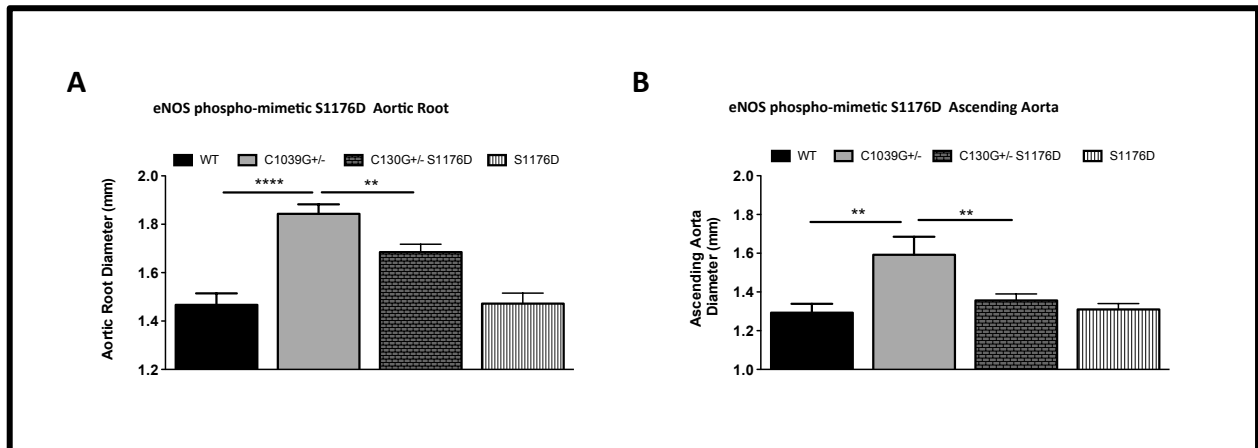 A
eNOS phospho-mimetic S1176D Aortic Root
WT C1039G+/- C130G+/- S1176D S1176D
Aortic Root Diameter (mm)
2.0
1.8
1.6
1.4
1.2
**** **
B
eNOS phospho-mimetic S1176D Ascending Aorta
WT C1039G+/- C130G+/- S1176D S1176D
Ascending Aorta
Diameter (mm)
2.0
1.8
1.6
1.4
1.2
1.0
** **